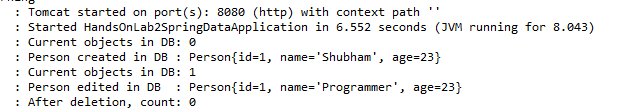 : Tomcat started on port(s): 8080 (http) with context path ''
: Started HandsOnLab2SpringDataApplication in 6.552 seconds (JVM running for 8.043)
: Current objects in DB: 0
: Person created in DB : Person{id=1, name='Shubham', age=23}
: Current objects in DB: 1
: Person edited in DB  : Person{id=1, name='Programmer', age=23}
: After deletion, count: 0